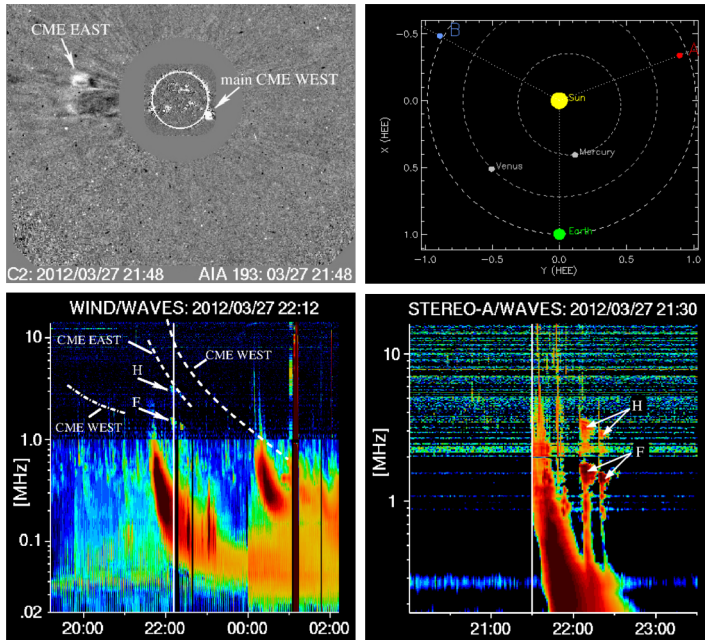 CME EAST
main CME WEST
C2: 2012/03/27 21:48 AIA 193: 03/27 21:48
-0.5
0.0
0.5
1.0
X (HEE)
B
A
Sun
Mercury
Venus
Earth
-1.0 -0.5 0.0 0.5 1.0
Y (HEE)
WIND/WAVES: 2012/03/27 22:12
10
1.0
0.1
.02
[MHz]
CME EAST
CME WEST
H
F
CME WEST
20:00 22:00 00:00 02:00
STEREO-A/WAVES: 2012/03/27 21:30
10
1
[MHz]
H
F
21:00 22:00 23:00